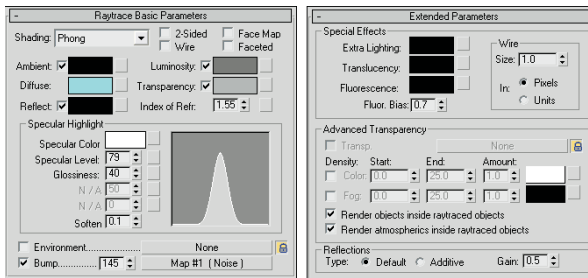 - Raytrace Basic Parameters
Shading: Phong 2-Sided Face Map
Wire Faceted
Ambient: Luminosity:
Diffuse: Transparency:
Reflect: Index of Refr: 1.55
Specular Highlight
Specular Color
Specular Level: 79
Glossiness: 40
N / A 50
N / A 0
Soften 0.1
Environment.................... None
Bump............ 145 Map #1 ( Noise )
- Extended Parameters
Special Effects
Extra Lighting:
Translucency:
Fluorescence:
Fluor. Bias: 0.7
Wire
Size: 1.0
In: Pixels
Units
Advanced Transparency
Transp. None
Density: Start: End: Amount:
Color: 0.0 25.0 1.0
Fog: 0.0 25.0 1.0
Render objects inside raytraced objects
Render atmospherics inside raytraced objects
Reflections
Type: Default Additive Gain: 0.5